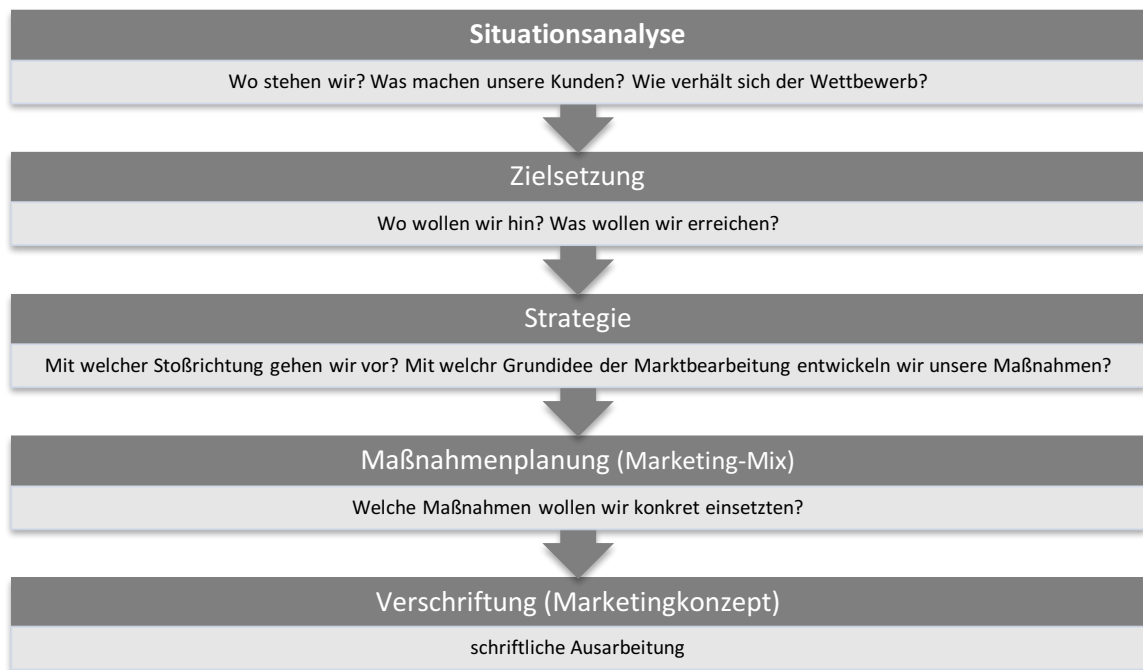 Situationsanalyse
Wo stehen wir? Was machen unsere Kunden? Wie verhält sich der Wettbewerb?
Zielsetzung
Wo wollen wir hin? Was wollen wir erreichen?
Strategie
Mit welcher Stoßrichtung gehen wir vor? Mit welchr Grundidee der Marktbearbeitung entwickeln wir unsere Maßnahmen?
Maßnahmenplanung (Marketing-Mix)
Welche Maßnahmen wollen wir konkret einsetzten?
Verschriftung (Marketingkonzept)
schriftliche Ausarbeitung